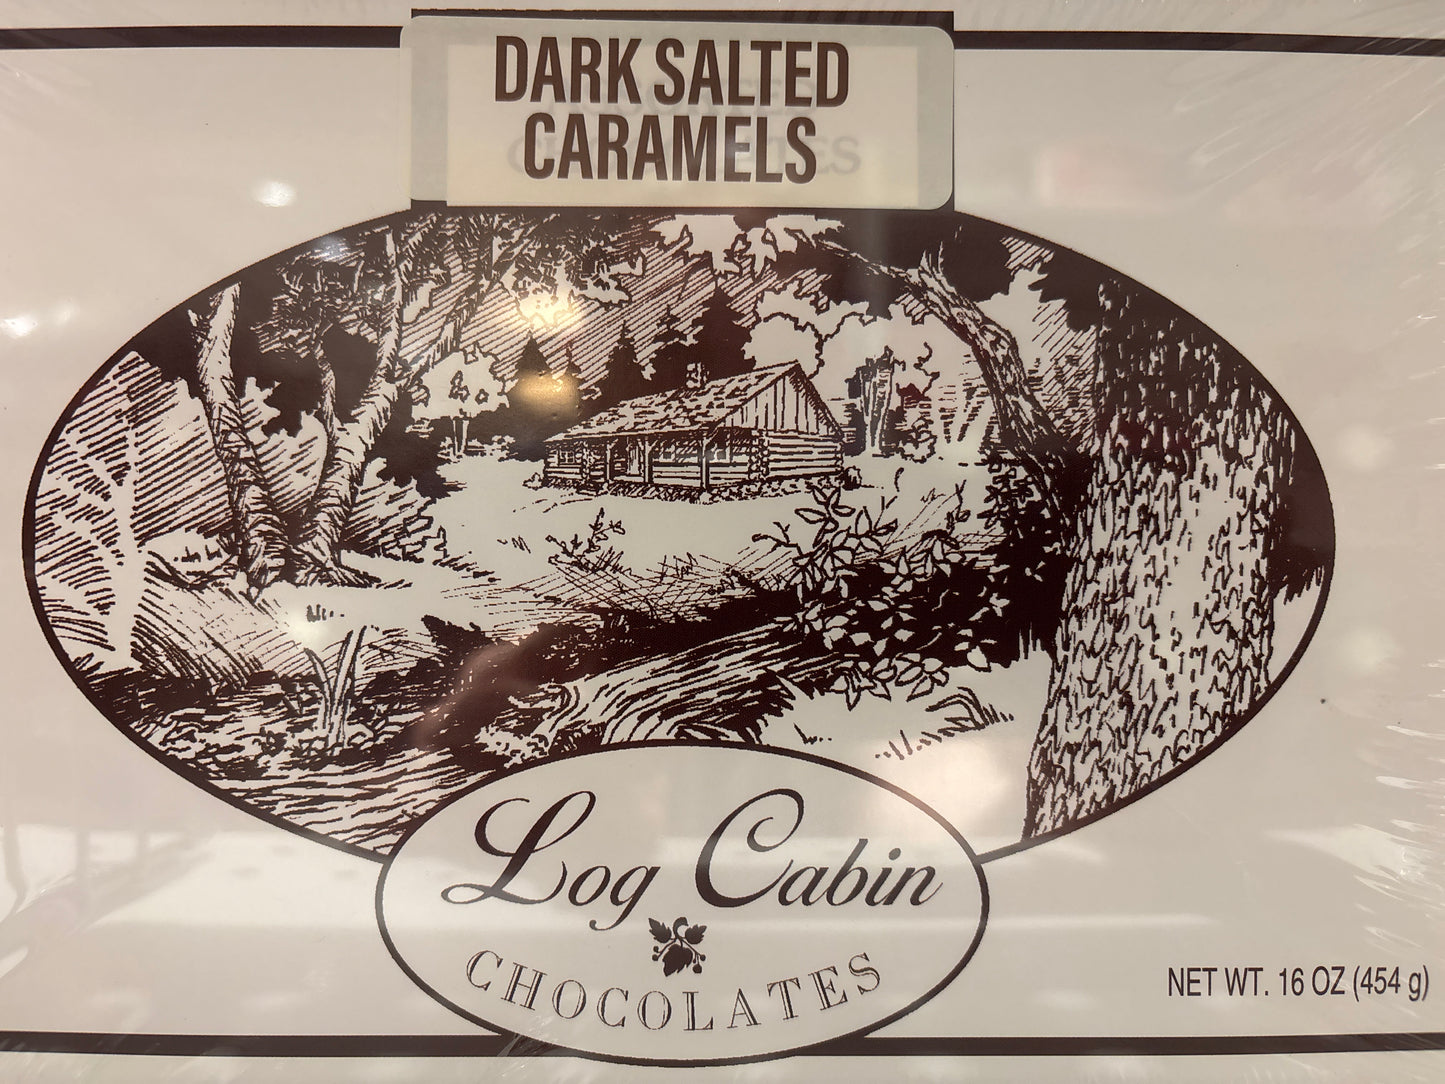 DARK SALTED
CARAMELS
Log Cabin
CHOCOLATES
NET WT. 16 OZ (454 g)